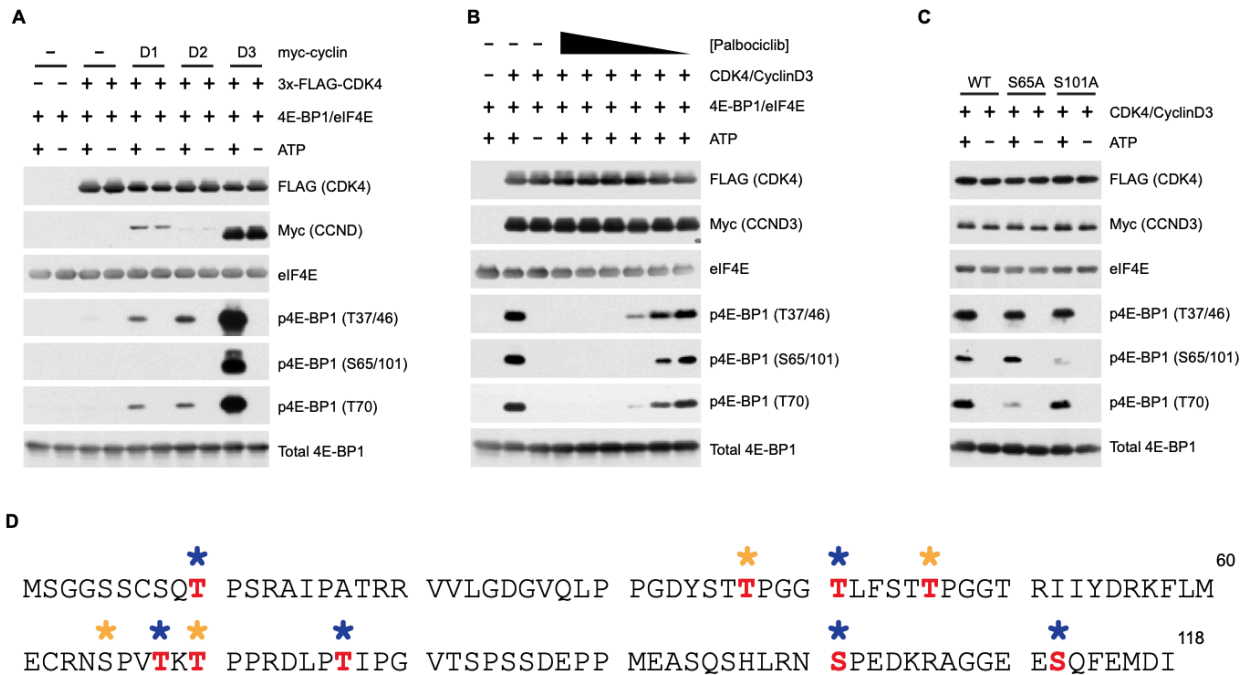 A
– – D1 D2 D3 myc-cyclin
– – + + + + + + + + 3x-FLAG-CDK4
+ + + + + + + + + + 4E-BP1/eIF4E
+ – + – + – + – + – ATP
FLAG (CDK4)
Myc (CCND)
eIF4E
p4E-BP1 (T37/46)
p4E-BP1 (S65/101)
p4E-BP1 (T70)
Total 4E-BP1
B
– – – [Palbociclib]
– + + + + + + + + CDK4/CyclinD3
+ + + + + + + + + 4E-BP1/eIF4E
+ + – + + + + + + ATP
FLAG (CDK4)
Myc (CCND3)
eIF4E
p4E-BP1 (T37/46)
p4E-BP1 (S65/101)
p4E-BP1 (T70)
Total 4E-BP1
C
WT S65A S101A
+ + + + + + CDK4/CyclinD3
+ – + – + – ATP
FLAG (CDK4)
Myc (CCND3)
eIF4E
p4E-BP1 (T37/46)
p4E-BP1 (S65/101)
p4E-BP1 (T70)
Total 4E-BP1
D
* * * *
MSGGSSCSQT PSRAIPATRR VVLGDGVQLP PGDYSTTPGG TLFSTTPGGT RIIYDRKFLM 60
* * * * * *
ECRNSPVTKT PPRDLPTIPG VTSPSSDEPP MEASQSHLRN SPEDKRAGGE ESQFEMDI 118